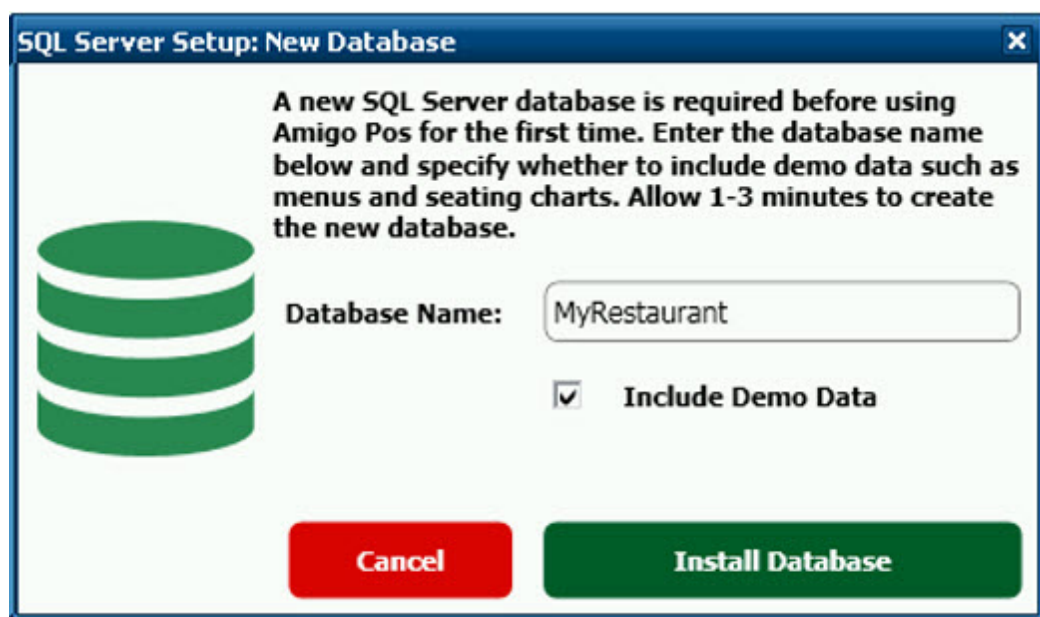 SQL Server Setup: New Database
A new SQL Server database is required before using
Amigo Pos for the first time. Enter the database name
below and specify whether to include demo data such as
menus and seating charts. Allow 1-3 minutes to create
the new database.
Database Name: MyRestaurant
Include Demo Data
Cancel Install Database